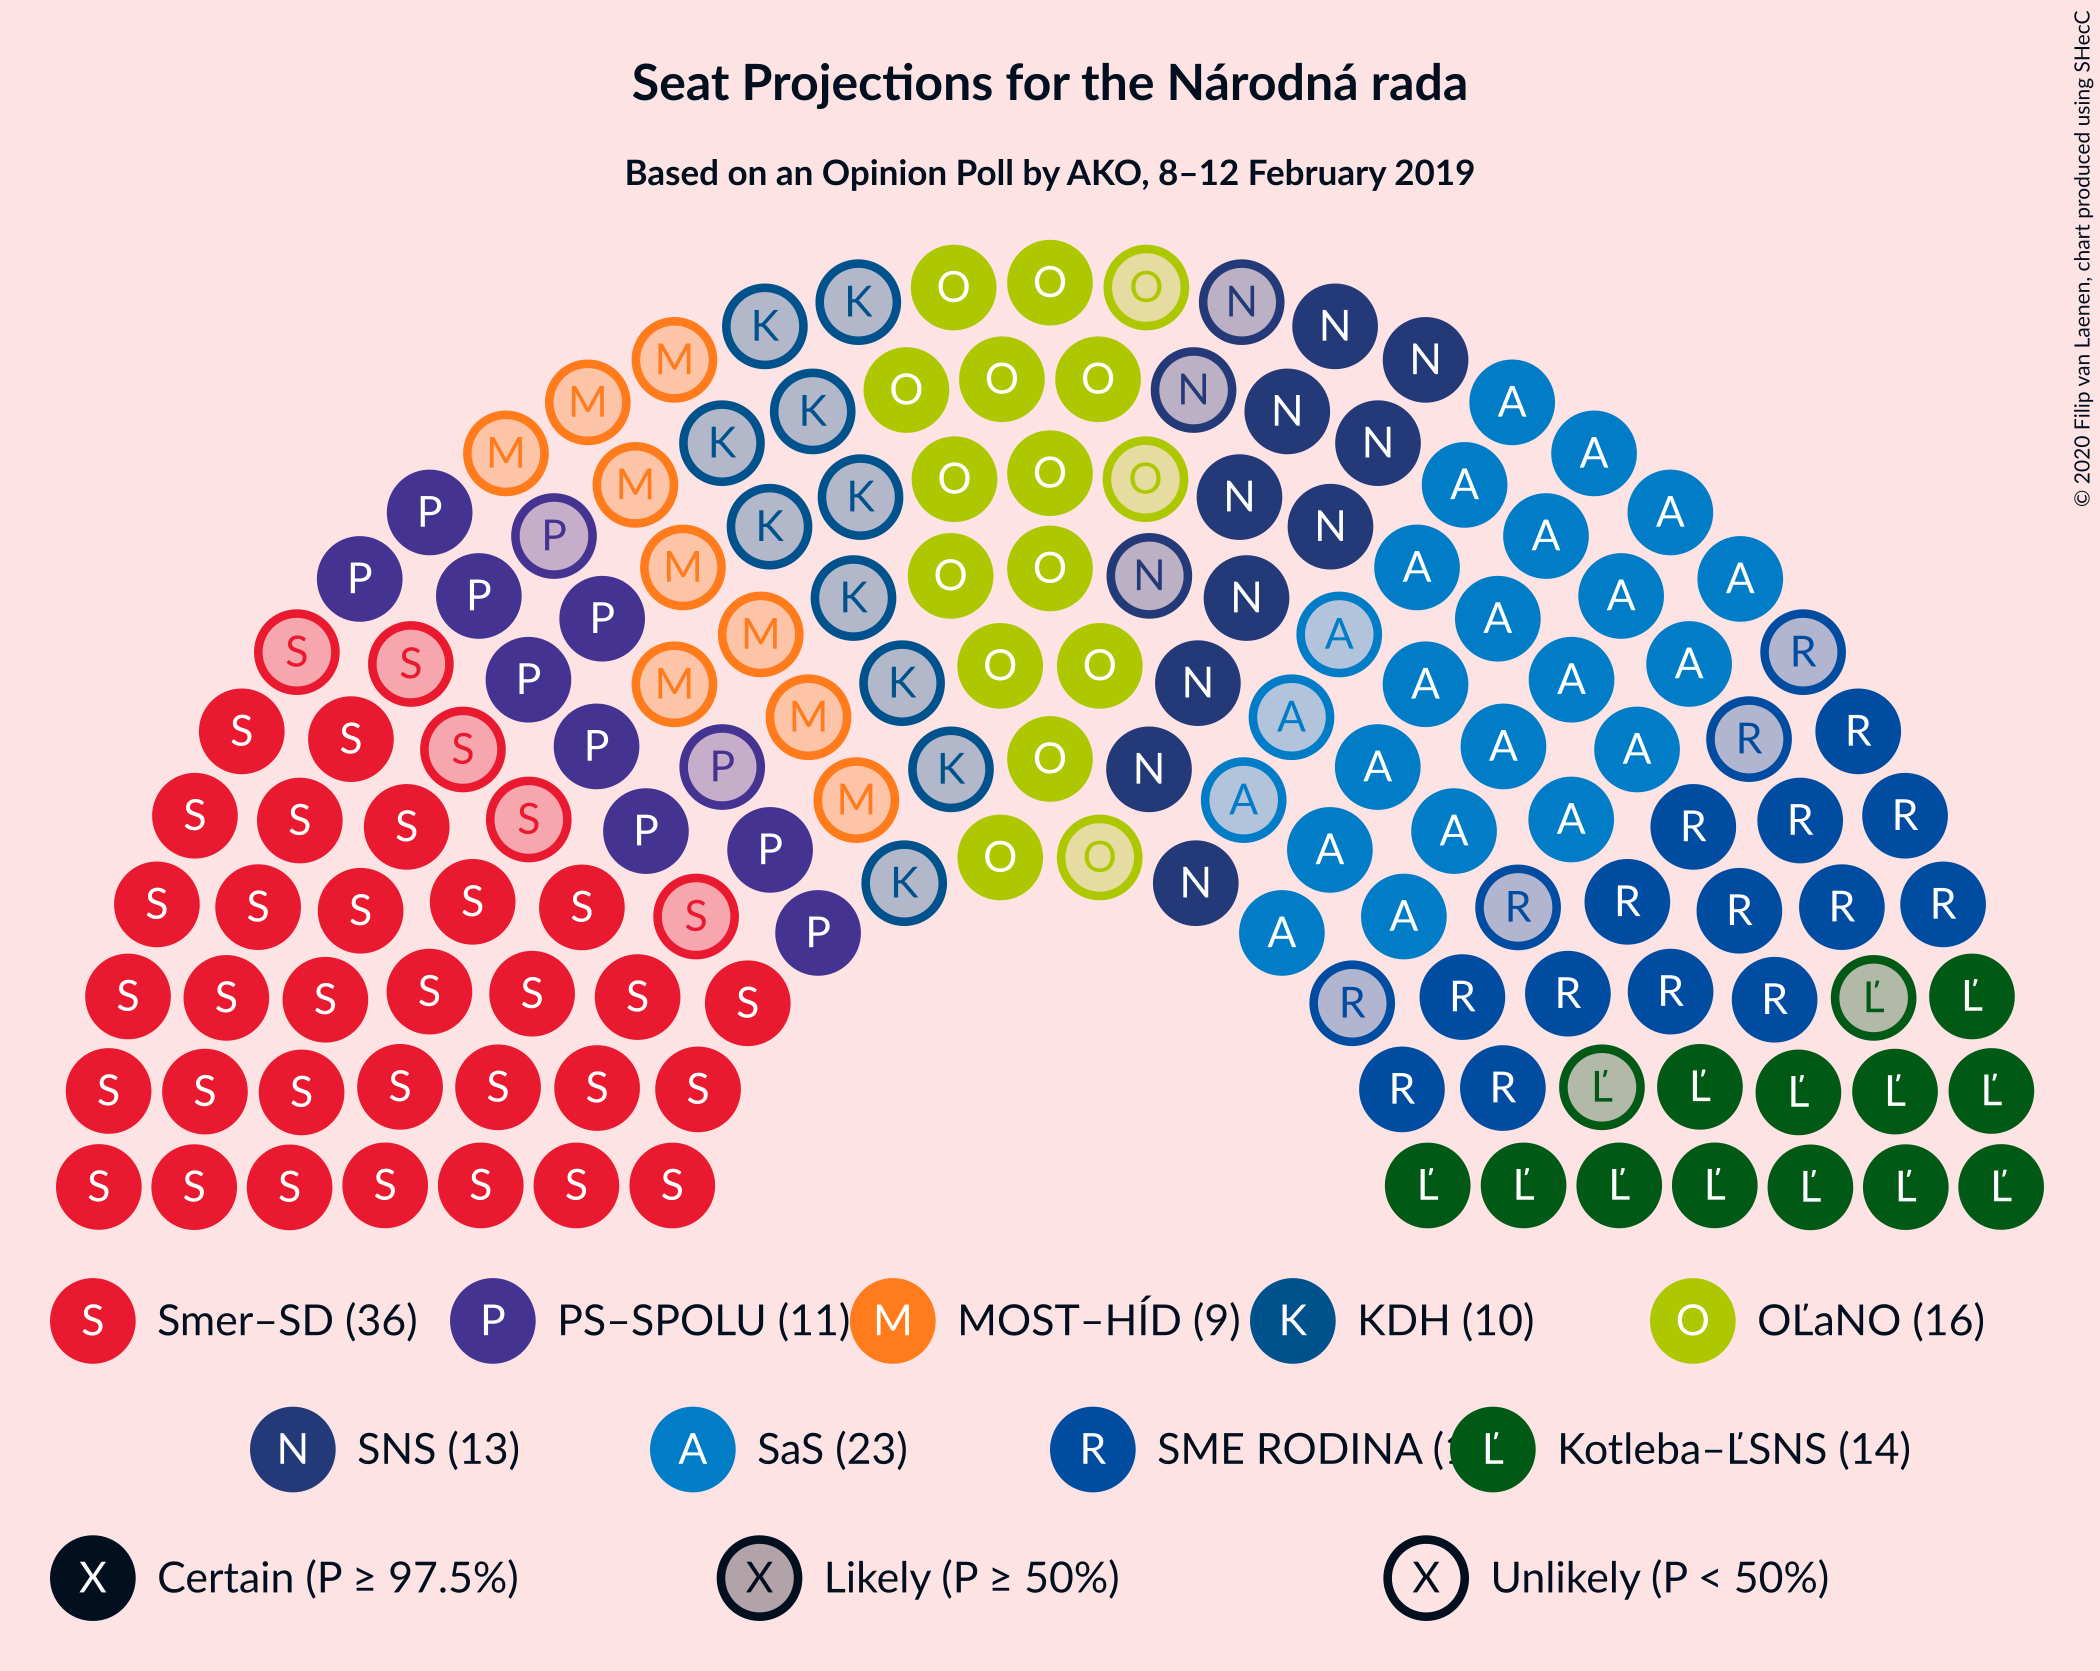 Seat Projections for the Národná rada
Based on an Opinion Poll by AKO, 8–12 February 2019
© 2020 Filip van Laenen, chart produced using SHecC
K K O O O N N N
M M M K K O O O N N N A A A A
P P P M K K O O O N N A A A A R
P P P M K O O N N A A A A R R
S S P P M M K O O N A A A A A R R R
S S S P P M K O N A A A A R R R R
S S S S P P M K O O N A A A R R R R R
S S S S S S P A R R R R R Ľ Ľ
S S S S S S S R R Ľ Ľ Ľ Ľ Ľ
S S S S S S S Ľ Ľ Ľ Ľ Ľ Ľ Ľ
S Smer–SD (36) P PS–SPOLU (11) M MOST–HÍD (9) K KDH (10) O OĽaNO (16)
N SNS (13) A SaS (23) R SME RODINA ( Ľ Kotleba–ĽSNS (14)
X Certain (P ≥ 97.5%) X Likely (P ≥ 50%) X Unlikely (P < 50%)